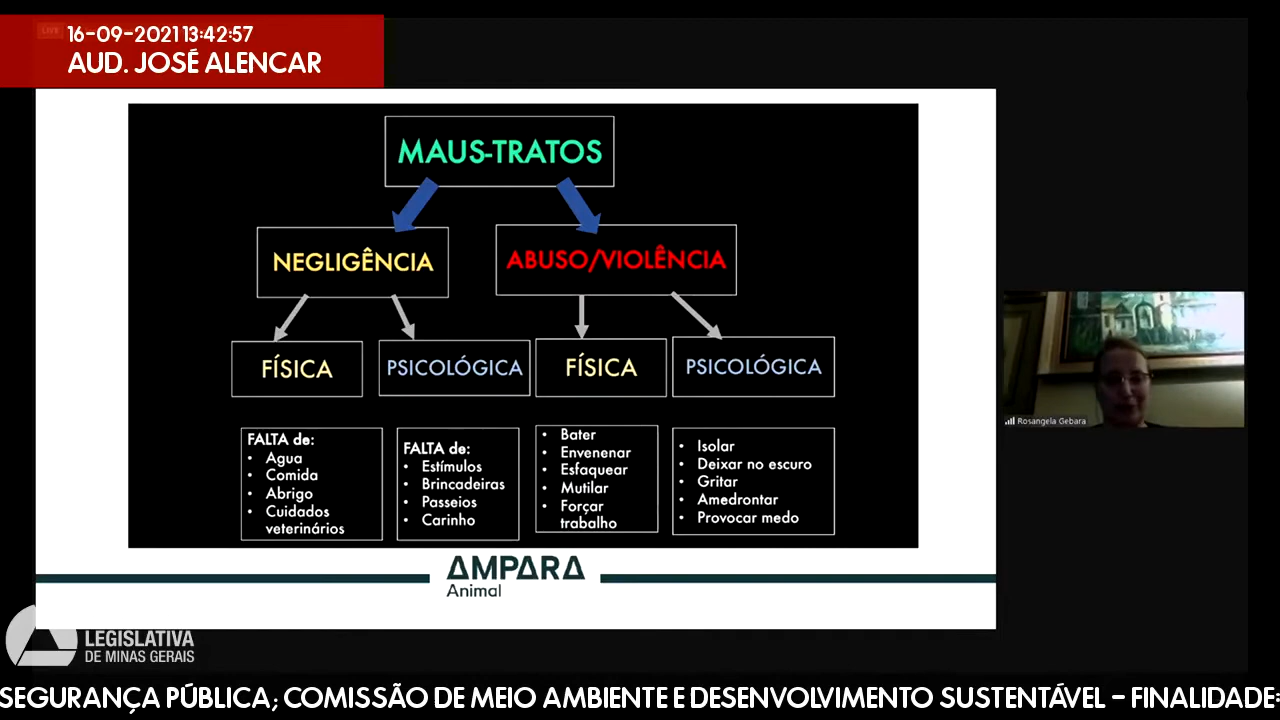 LIVE
16-09-2021 13:42:57
AUD. JOSÉ ALENCAR
MAUS-TRATOS
NEGLIGÊNCIA
ABUSO/VIOLÊNCIA
FÍSICA
PSICOLÓGICA
FÍSICA
PSICOLÓGICA
FALTA de:
• Agua
• Comida
• Abrigo
• Cuidados
veterinários
FALTA de:
• Estímulos
• Brincadeiras
• Passeios
• Carinho
• Bater
• Envenenar
• Esfaquear
• Mutilar
• Forçar
trabalho
• Isolar
• Deixar no escuro
• Gritar
• Amedrontar
• Provocar medo
Rosangela Gebara
AMPARA
Animal
LEGISLATIVA
DE MINAS GERAIS
SEGURANÇA PÚBLICA; COMISSÃO DE MEIO AMBIENTE E DESENVOLVIMENTO SUSTENTÁVEL - FINALIDADE: